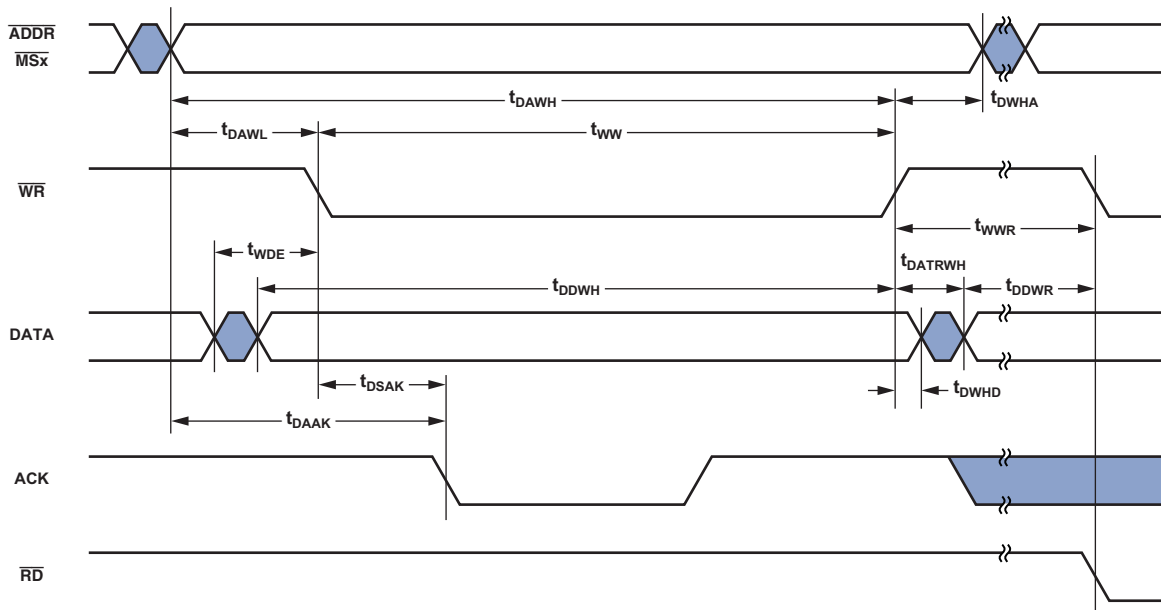 ADDR
MSx
tDAWH
tDWHA
tDAWL
tWW
WR
tWWR
tWDE
tDATRWH
tDDWH
tDDWR
DATA
tDSAK
tDWHD
tDAAK
ACK
RD